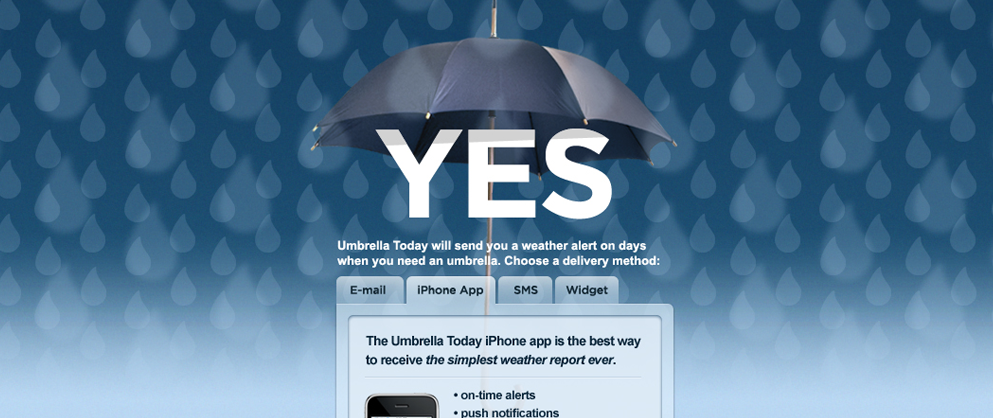 YES
Umbrella Today will send you a weather alert on days
when you need an umbrella. Choose a delivery method:
E-mail iPhone App SMS Widget
The Umbrella Today iPhone app is the best way
to receive the simplest weather report ever.
• on-time alerts
• push notifications